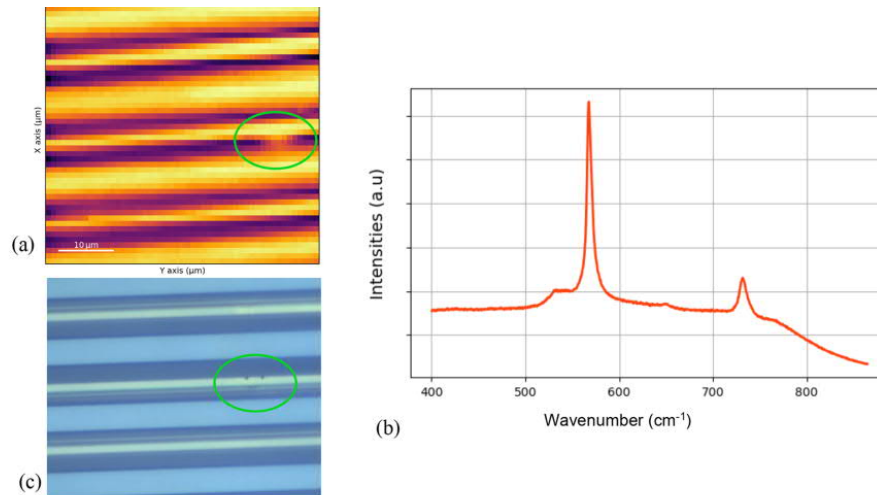 X axis (µm)
10 µm
Y axis (µm)
(a)
Intensities (a.u)
400 500 600 700 800
Wavenumber (cm⁻¹)
(b)
(c)